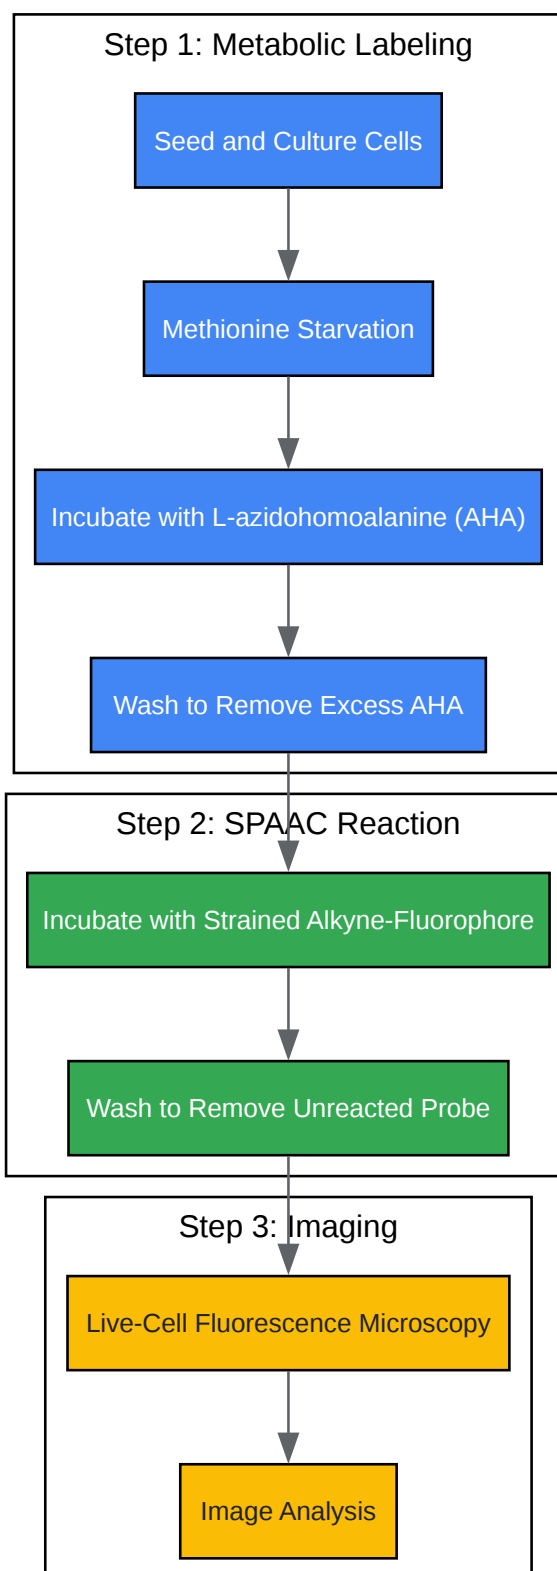 Step 1: Metabolic Labeling
Seed and Culture Cells
Methionine Starvation
Incubate with L-azidohomoalanine (AHA)
Wash to Remove Excess AHA
Step 2: SPAAC Reaction
Incubate with Strained Alkyne-Fluorophore
Wash to Remove Unreacted Probe
Step 3: Imaging
Live-Cell Fluorescence Microscopy
Image Analysis